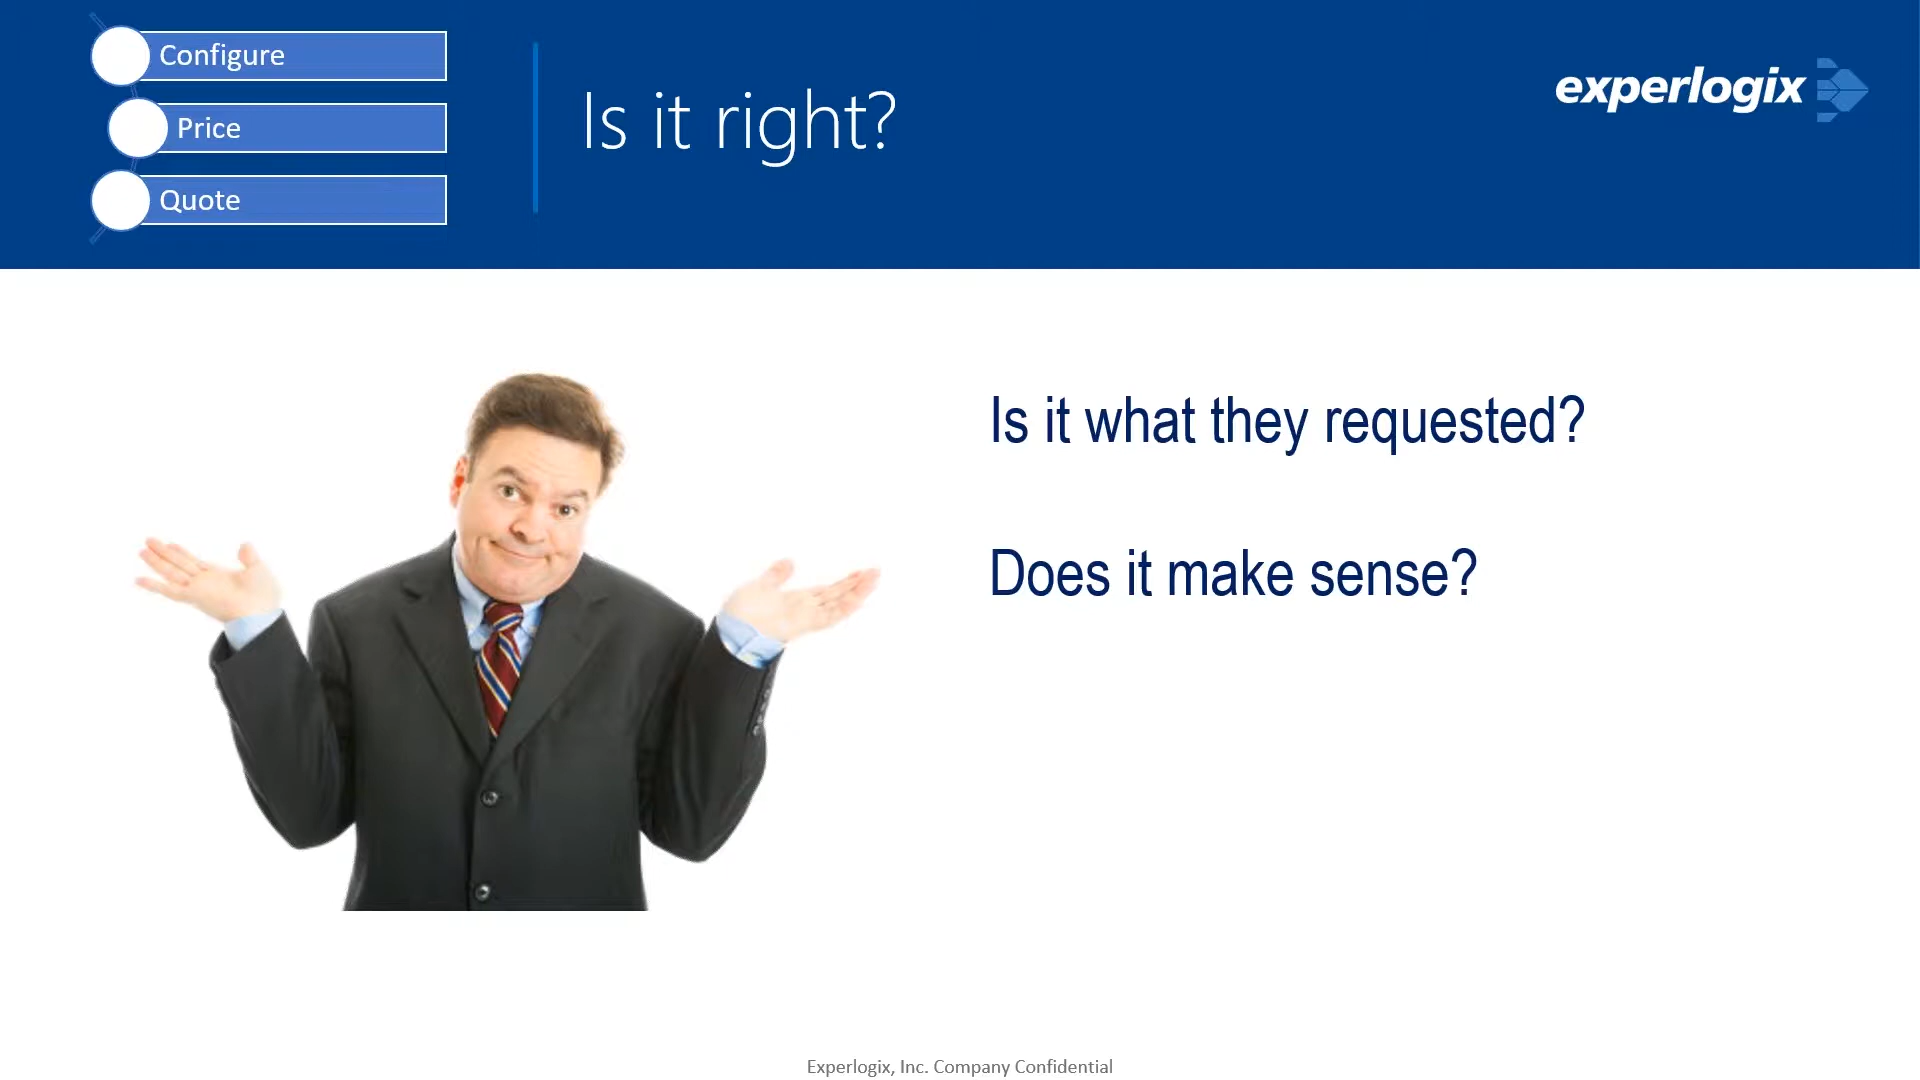 Configure
Price
Quote
Is it right?
experlogix
Is it what they requested?
Does it make sense?
Experlogix, Inc. Company Confidential